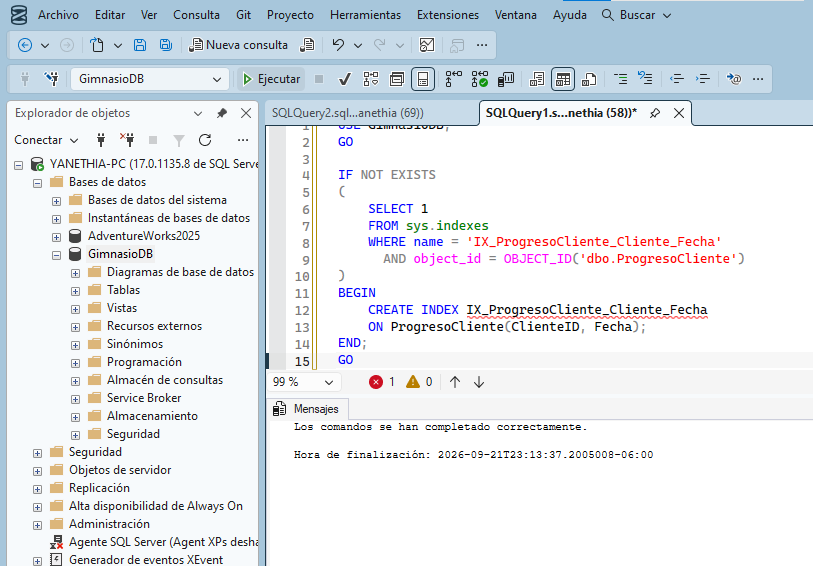 Archivo Editar Ver Consulta Git Proyecto Herramientas Extensiones Ventana Ayuda Buscar
Nueva consulta
GimnasioDB Ejecutar
Explorador de objetos
Conectar
YANETHIA-PC (17.0.1135.8 de SQL Serve
Bases de datos
Bases de datos del sistema
Instantáneas de bases de datos
AdventureWorks2025
GimnasioDB
Diagramas de base de datos
Tablas
Vistas
Recursos externos
Sinónimos
Programación
Almacén de consultas
Service Broker
Almacenamiento
Seguridad
Seguridad
Objetos de servidor
Replicación
Alta disponibilidad de Always On
Administración
Agente SQL Server (Agent XPs desha
Generador de eventos XEvent
SQLQuery2.sql...anethia (69)) SQLQuery1.s...nethia (58))*
1 USE GimnasioDB;
2 GO
3
4 IF NOT EXISTS
5 (
6 SELECT 1
7 FROM sys.indexes
8 WHERE name = 'IX_ProgresoCliente_Cliente_Fecha'
9 AND object_id = OBJECT_ID('dbo.ProgresoCliente')
10 )
11 BEGIN
12 CREATE INDEX IX_ProgresoCliente_Cliente_Fecha
13 ON ProgresoCliente(ClienteID, Fecha);
14 END;
15 GO
99 % 1 0
Mensajes
Los comandos se han completado correctamente.
Hora de finalización: 2026-09-21T23:13:37.2005008-06:00